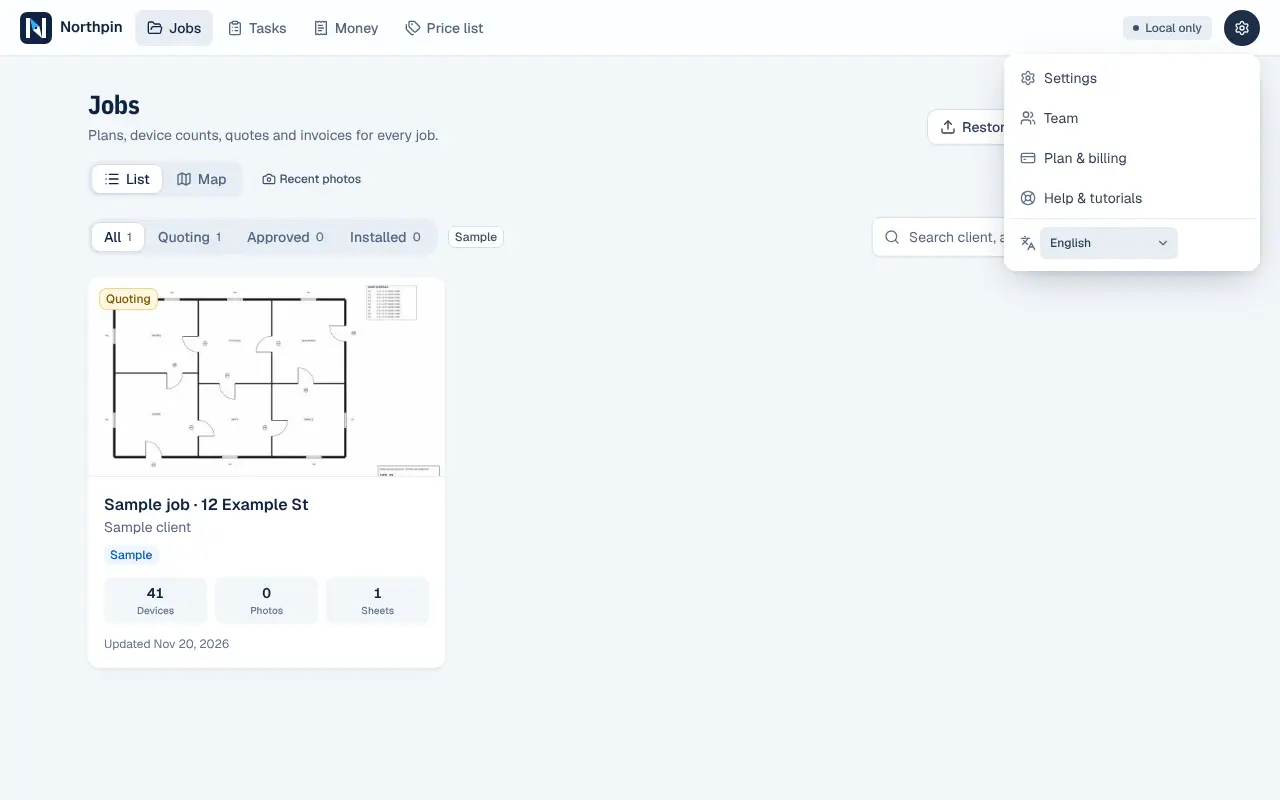 Northpin
Jobs
Tasks
Money
Price list
Local only
Settings
Team
Plan & billing
Help & tutorials
English
Jobs
Plans, device counts, quotes and invoices for every job.
List
Map
Recent photos
All 1
Quoting 1
Approved 0
Installed 0
Sample
Search client, a
Quoting
Sample job · 12 Example St
Sample client
Sample
41
Devices
0
Photos
1
Sheets
Updated Nov 20, 2026